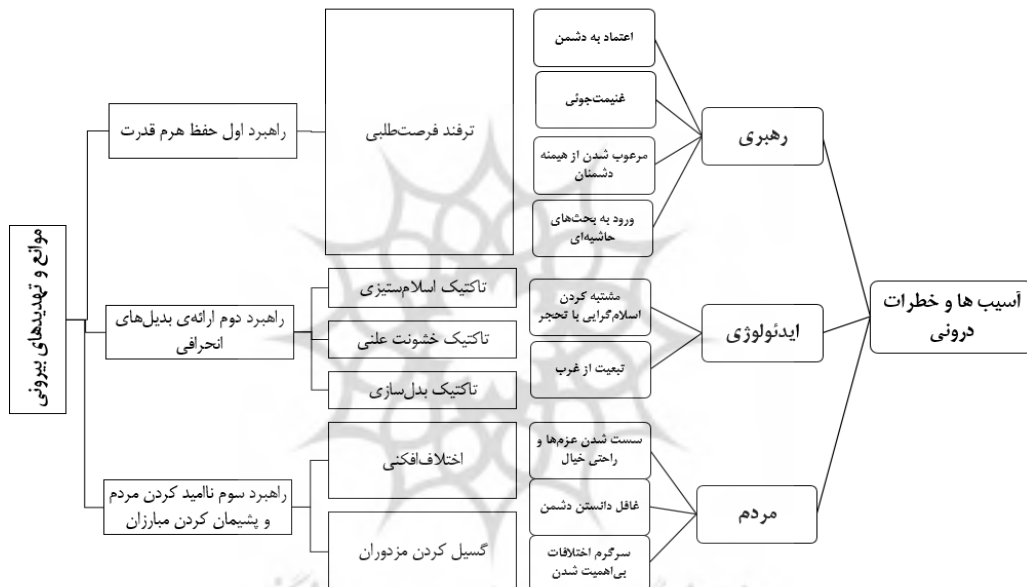 آسیب ها و خطرات
درونی
رهبری
اعتماد به دشمن
غنیمت‌جوئی
مرعوب شدن از هیمنه
دشمنان
ورود به بحث‌های
حاشیه‌ای
ایدئولوژی
مشتبه کردن
اسلام‌گرایی با تحجر
تبعیت از غرب
مردم
سست شدن عزم‌ها و
راحتی خیال
غافل دانستن دشمن
سرگرم اختلافات
بی‌اهمیت شدن
موانع و تهدیدهای بیرونی
راهبرد اول حفظ هرم قدرت
ترفند فرصت‌طلبی
راهبرد دوم ارائه‌ی بدیل‌های
انحرافی
تاکتیک اسلام‌ستیزی
تاکتیک خشونت علنی
تاکتیک بدل‌سازی
راهبرد سوم ناامید کردن مردم
و پشیمان کردن مبارزان
اختلاف‌افکنی
گسیل کردن مزدوران